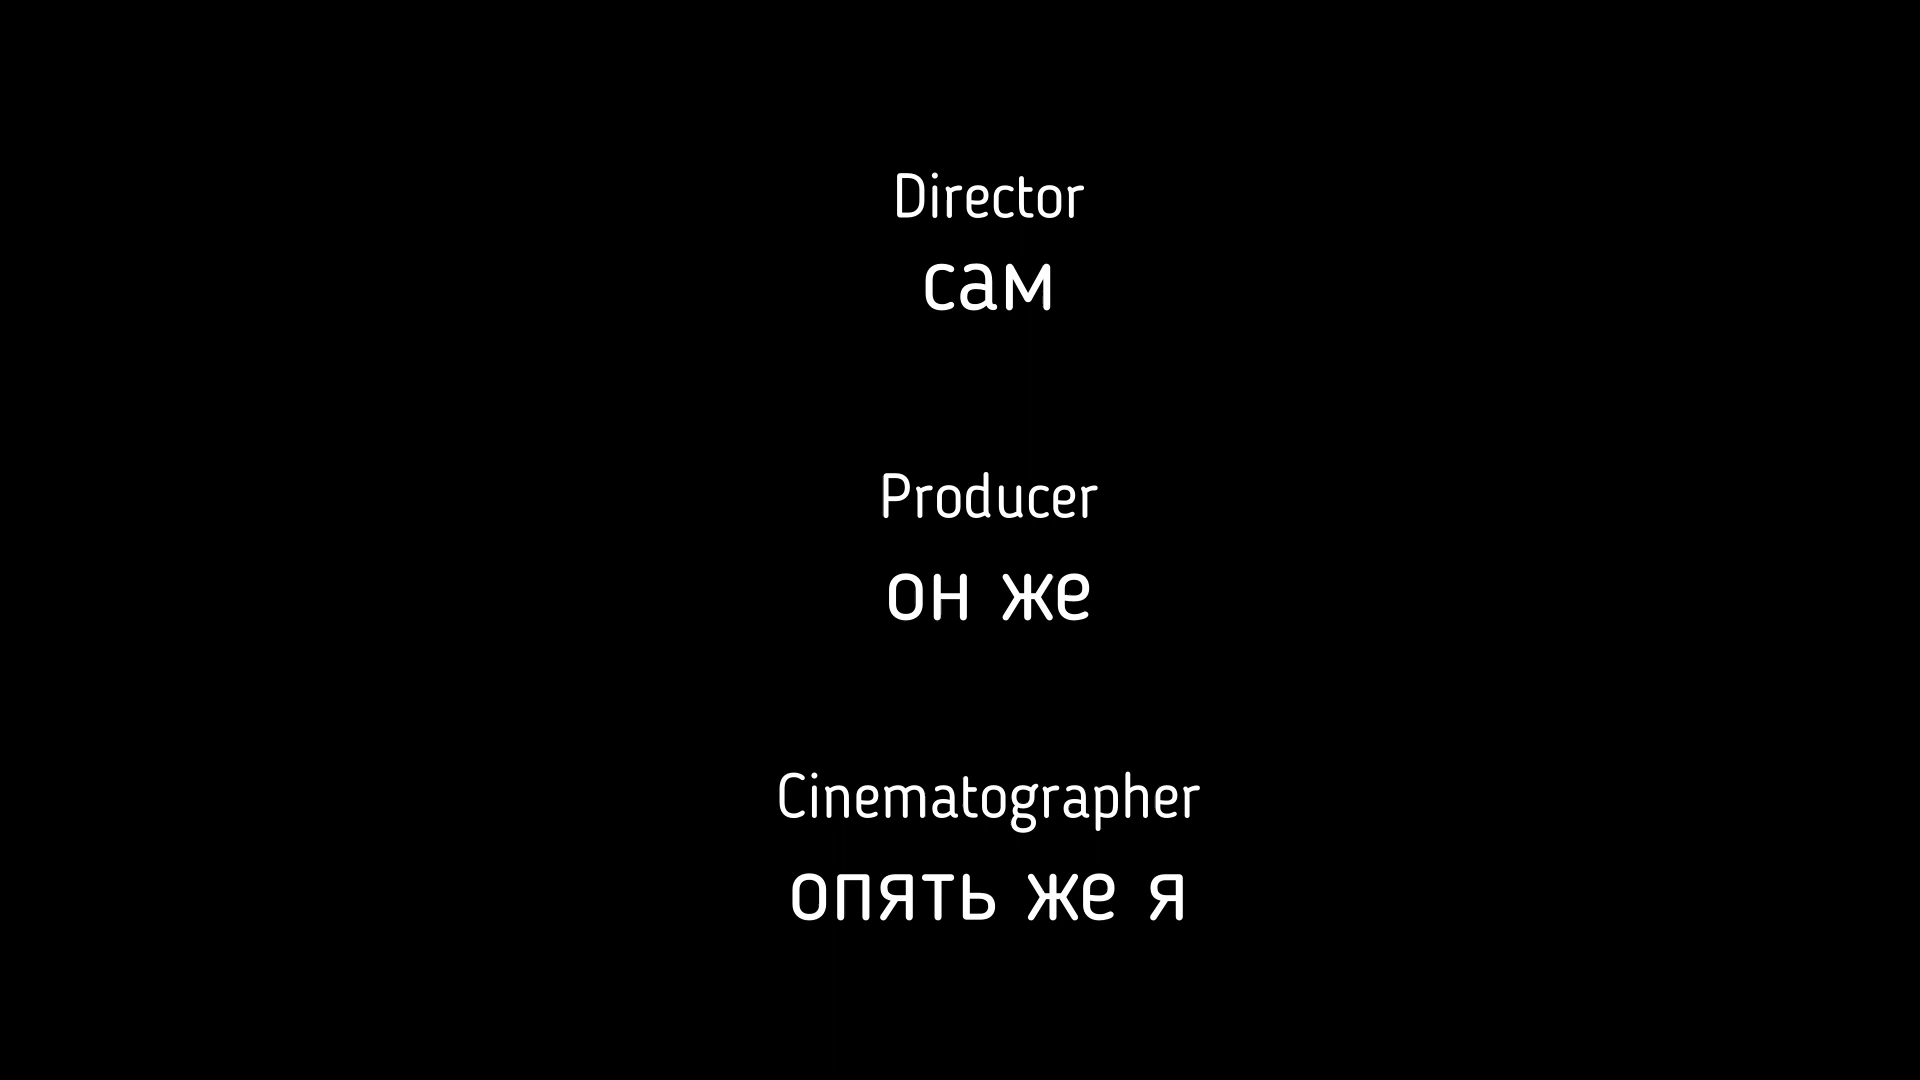 Director
сам
Producer
он же
Cinematographer
опять же я